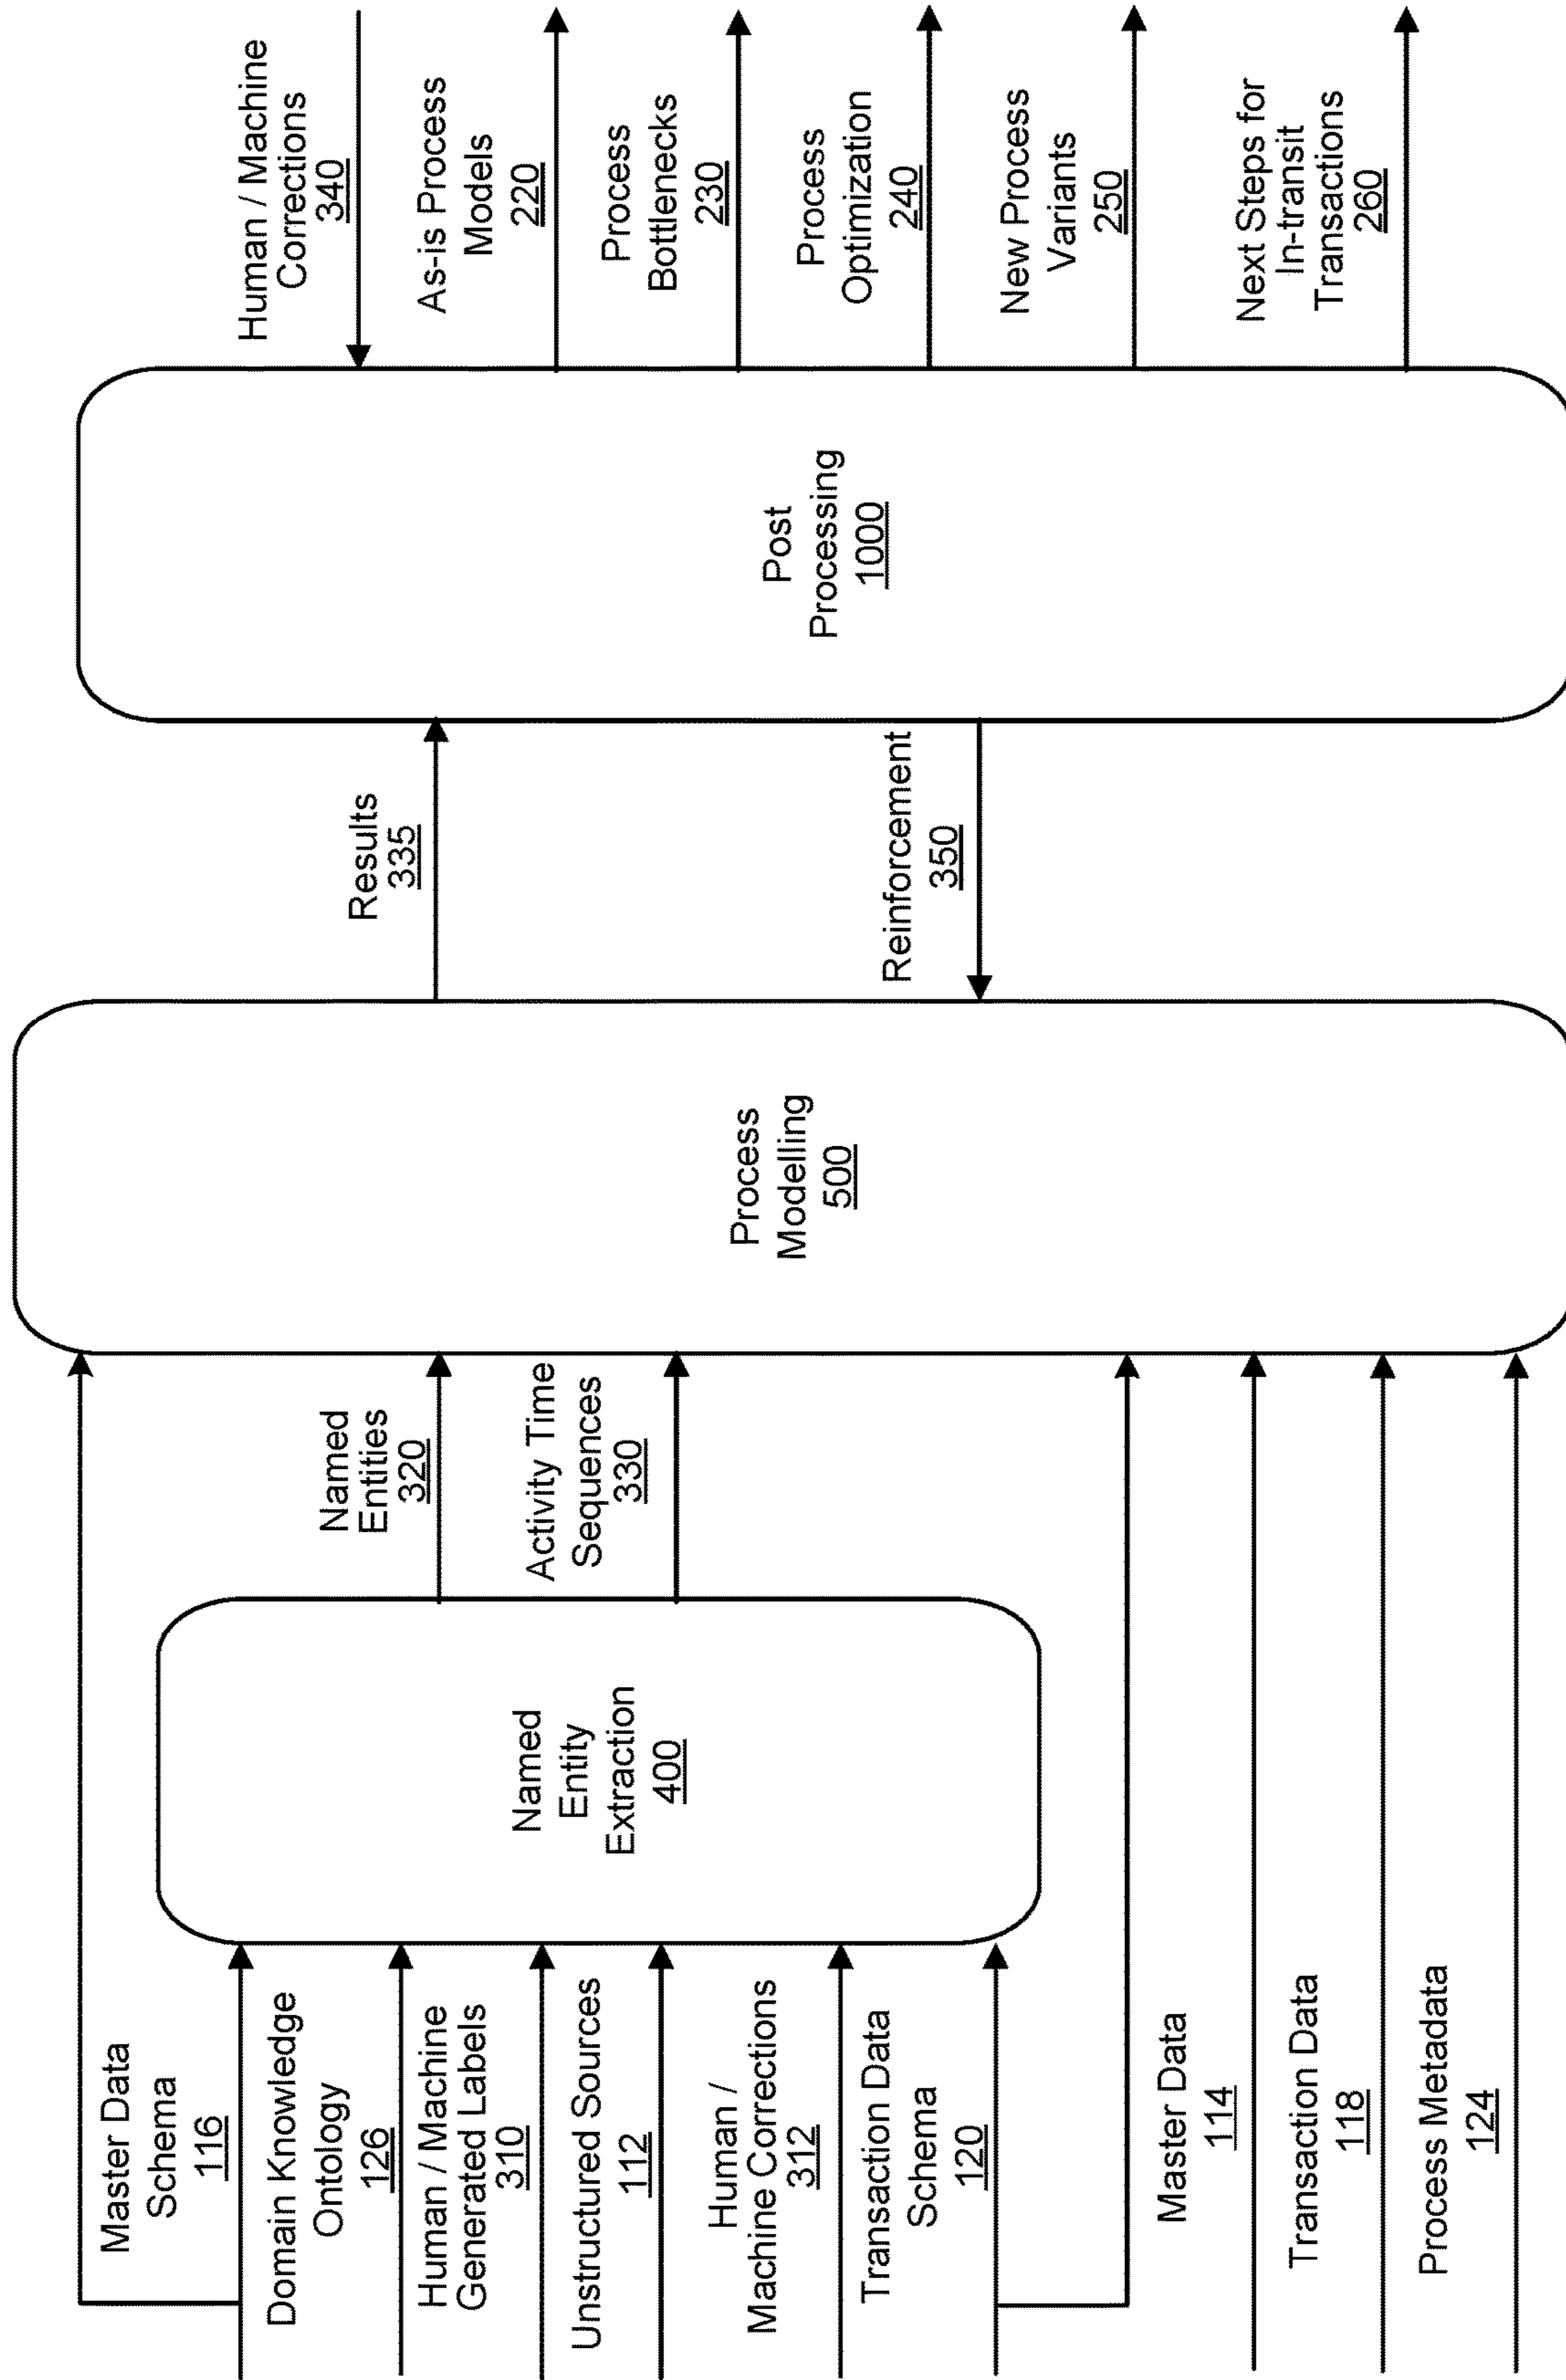 Master Data
Schema
116
Domain Knowledge
Ontology
126
Human / Machine
Generated Labels
310
Unstructured Sources
112
Human /
Machine Corrections
312
Transaction Data
Schema
120
Master Data
114
Transaction Data
118
Process Metadata
124
Named
Entity
Extraction
400
Named
Entities
320
Activity Time
Sequences
330
Process
Modelling
500
Results
335
Reinforcement
350
Post
Processing
1000
Human / Machine
Corrections
340
As-is Process
Models
220
Process
Bottlenecks
230
Process
Optimization
240
New Process
Variants
250
Next Steps for
In-transit
Transactions
260